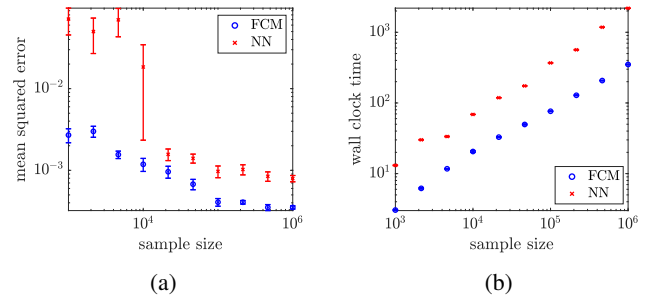 mean squared error
10^{-2}
10^{-3}
FCM
NN
10^4
10^6
sample size
(a)
wall clock time
10^3
10^2
10^1
FCM
NN
10^3
10^4
10^5
10^6
sample size
(b)